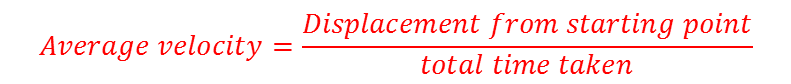 Average velocity = Displacement from starting point / total time taken